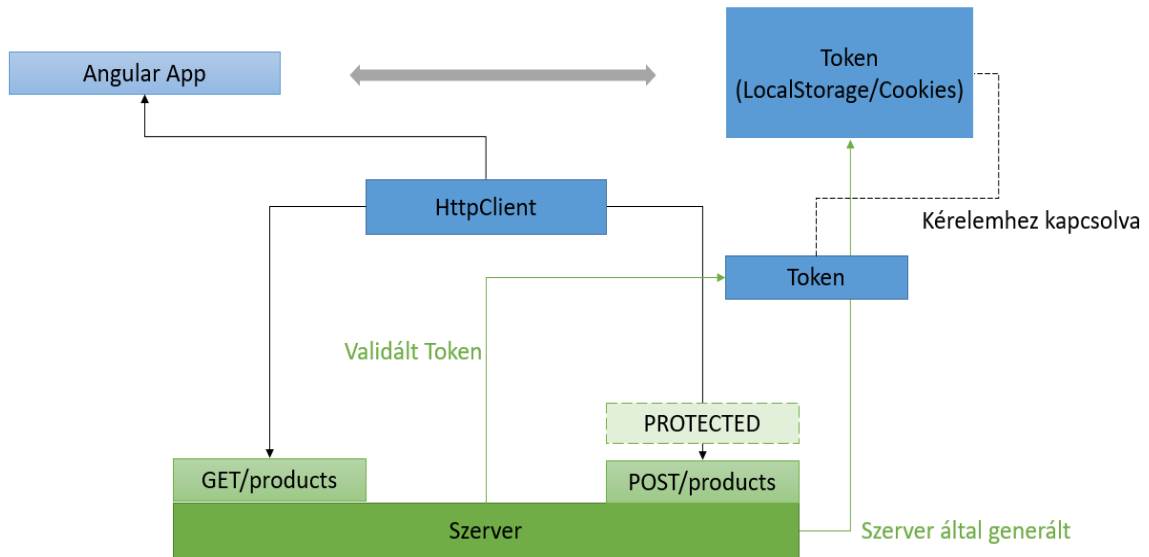 Angular App
Token
(LocalStorage/Cookies)
HttpClient
Kérelemhez kapcsolva
Token
Validált Token
PROTECTED
GET/products
POST/products
Szerver
Szerver által generált